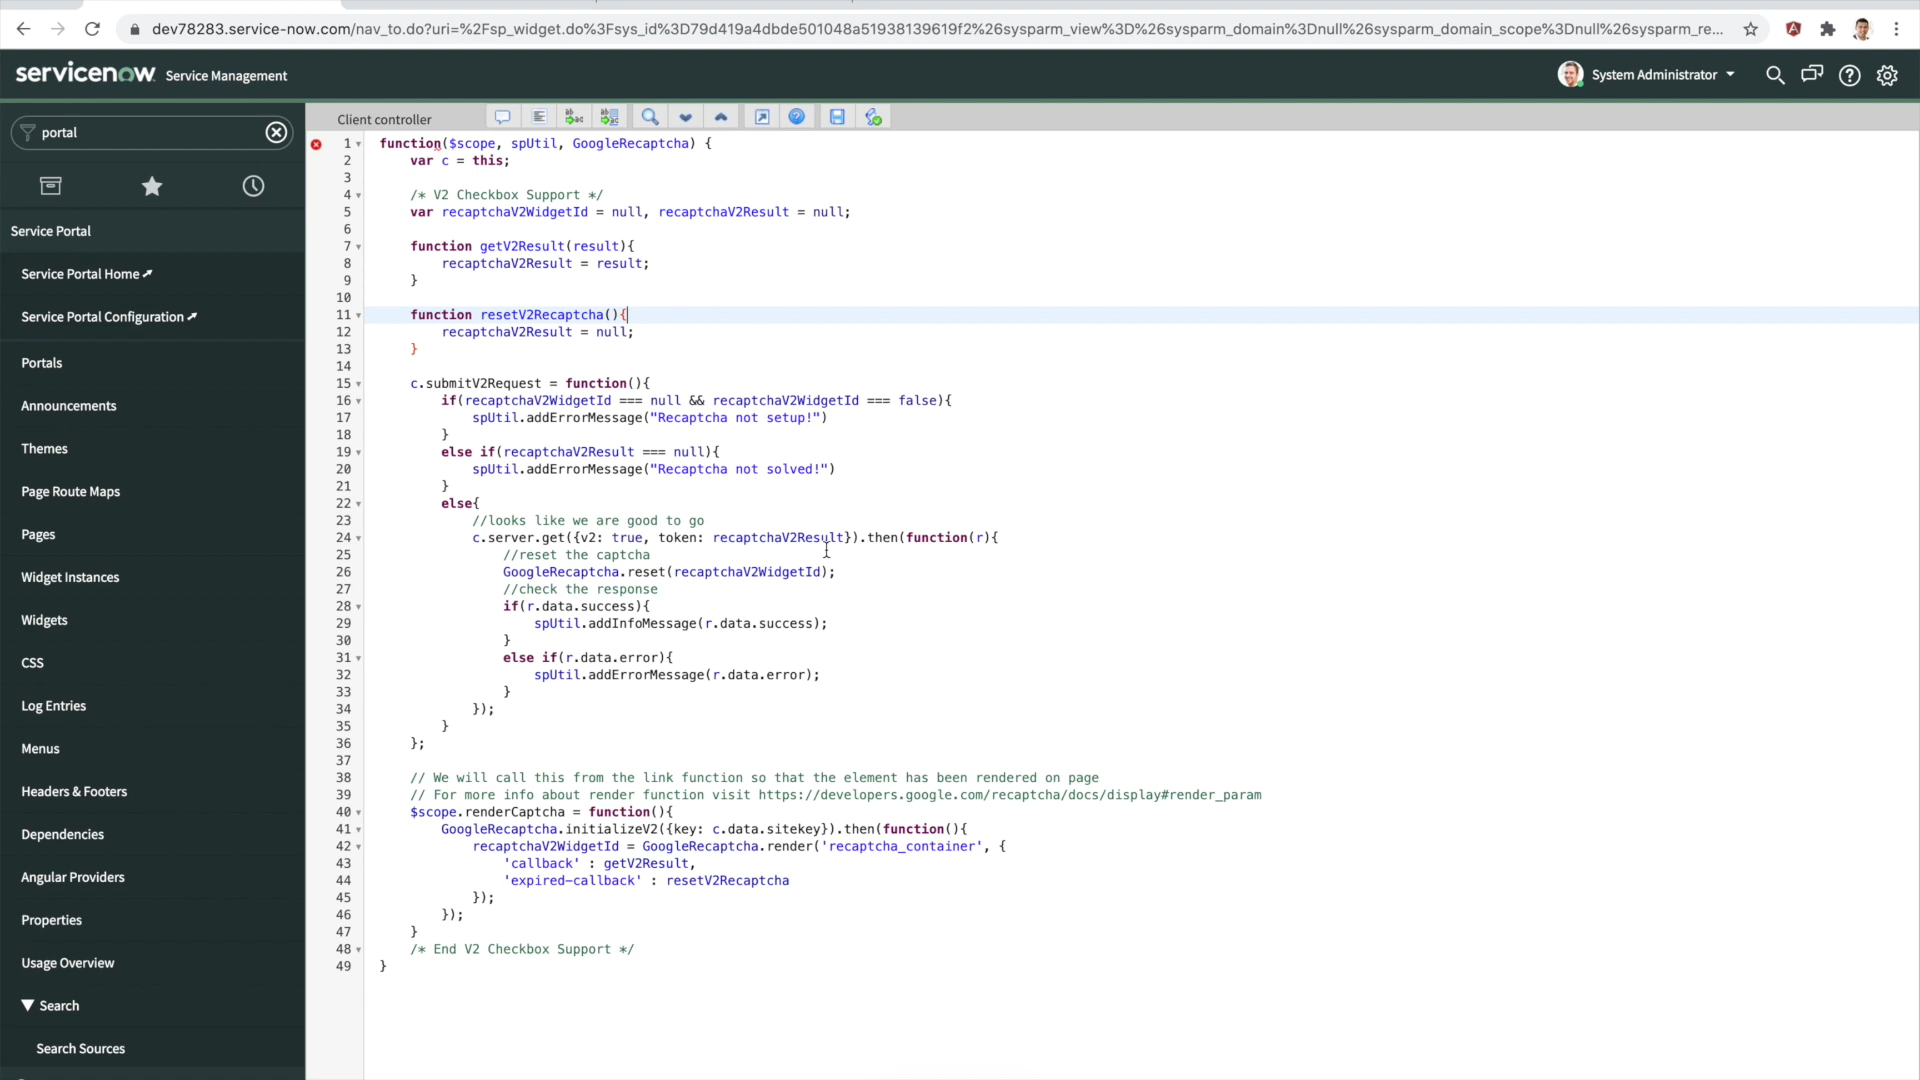 dev78283.service-now.com/nav_to.do?uri=%2Fsp_widget.do%3Fsys_id%3D79d419a4dbde501048a51938139619f2%26sysparm_view%3D%26sysparm_domain%3Dnull%26sysparm_domain_scope%3Dnull%26sysparm_re...
servicenow Service Management
System Administrator
portal
Service Portal
Service Portal Home
Service Portal Configuration
Portals
Announcements
Themes
Page Route Maps
Pages
Widget Instances
Widgets
CSS
Log Entries
Menus
Headers & Footers
Dependencies
Angular Providers
Properties
Usage Overview
Search
Search Sources
Client controller
1 function($scope, spUtil, GoogleRecaptcha) {
2 var c = this;
3
4 /* V2 Checkbox Support */
5 var recaptchaV2WidgetId = null, recaptchaV2Result = null;
6
7 function getV2Result(result){
8 recaptchaV2Result = result;
9 }
10
11 function resetV2Recaptcha(){
12 recaptchaV2Result = null;
13 }
14
15 c.submitV2Request = function(){
16 if(recaptchaV2WidgetId === null && recaptchaV2WidgetId === false){
17 spUtil.addErrorMessage("Recaptcha not setup!")
18 }
19 else if(recaptchaV2Result === null){
20 spUtil.addErrorMessage("Recaptcha not solved!")
21 }
22 else{
23 //looks like we are good to go
24 c.server.get({v2: true, token: recaptchaV2Result}).then(function(r){
25 //reset the captcha
26 GoogleRecaptcha.reset(recaptchaV2WidgetId);
27 //check the response
28 if(r.data.success){
29 spUtil.addInfoMessage(r.data.success);
30 }
31 else if(r.data.error){
32 spUtil.addErrorMessage(r.data.error);
33 }
34 });
35 }
36 };
37
38 // We will call this from the link function so that the element has been rendered on page
39 // For more info about render function visit https://developers.google.com/recaptcha/docs/display#render_param
40 $scope.renderCaptcha = function(){
41 GoogleRecaptcha.initializeV2({key: c.data.sitekey}).then(function(){
42 recaptchaV2WidgetId = GoogleRecaptcha.render('recaptcha_container', {
43 'callback' : getV2Result,
44 'expired-callback' : resetV2Recaptcha
45 });
46 });
47 }
48 /* End V2 Checkbox Support */
49 }